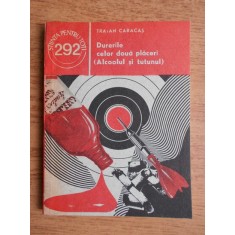 ȘTIINȚA PENTRU TOȚI
292
TRAIAN CARACAȘ
Durerile
celor două plăceri
(Alcoolul și tutunul)